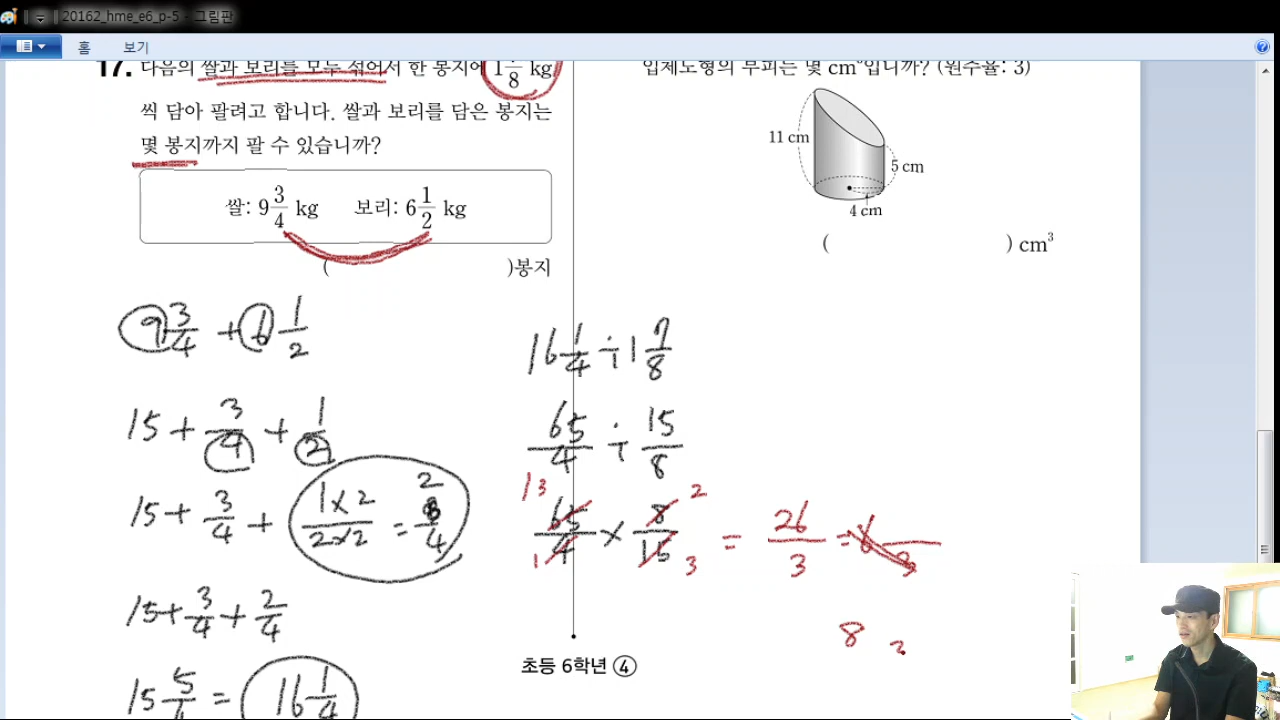 20162_hme_e6_p-5 - 그림판
홈 보기
17. 다음의 쌀과 보리를 모두 섞어서 한 봉지에 1 7/8 kg
씩 담아 팔려고 합니다. 쌀과 보리를 담은 봉지는
몇 봉지까지 팔 수 있습니까?
쌀: 9 3/4 kg 보리: 6 1/2 kg
( )봉지
9 3/4 + 6 1/2
15 + 3/4 + 1/2
15 + 3/4 + 1×2/2×2 = 2/4
15 + 3/4 + 2/4
15 5/4 = 16 1/4
입체도형의 부피는 몇 cm³입니까? (원주율: 3)
11 cm
5 cm
4 cm
( ) cm³
16 1/4 ÷ 1 7/8
65/4 ÷ 15/8
13 2
65/4 × 8/15 = 26/3 =
1 3
8 2
초등 6학년 ④